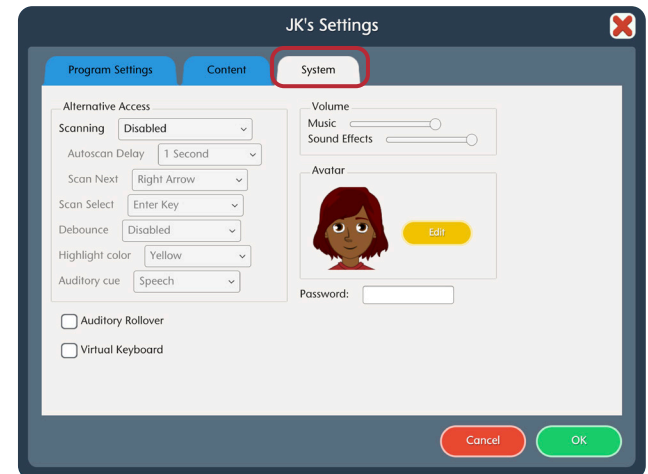 JK's Settings
Program Settings
Content
System
Alternative Access
Scanning Disabled
Autoscan Delay 1 Second
Scan Next Right Arrow
Scan Select Enter Key
Debounce Disabled
Highlight color Yellow
Auditory cue Speech
Auditory Rollover
Virtual Keyboard
Volume
Music
Sound Effects
Avatar
Edit
Password:
Cancel
OK